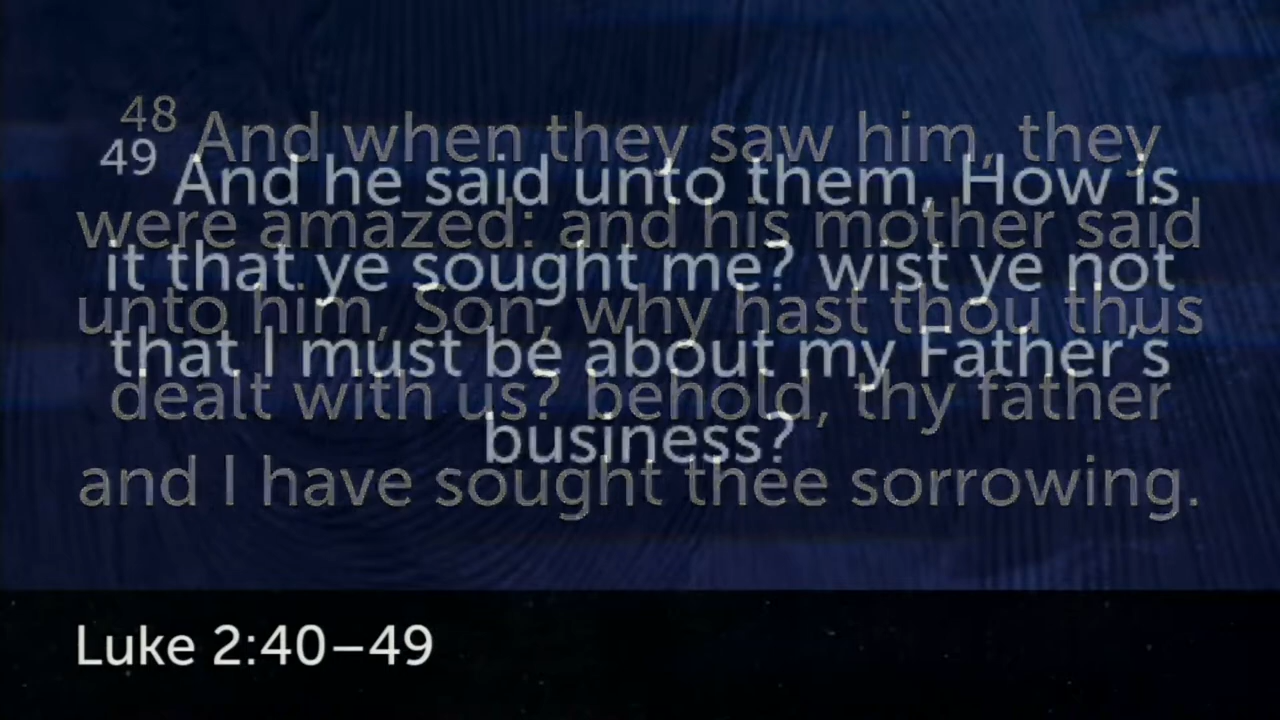 48 And when they saw him, they
were amazed: and his mother said
unto him, Son, why hast thou thus
dealt with us? behold, thy father
and I have sought thee sorrowing.
49 And he said unto them, How is
it that ye sought me? wist ye not
that I must be about my Father’s
business?
Luke 2:40–49